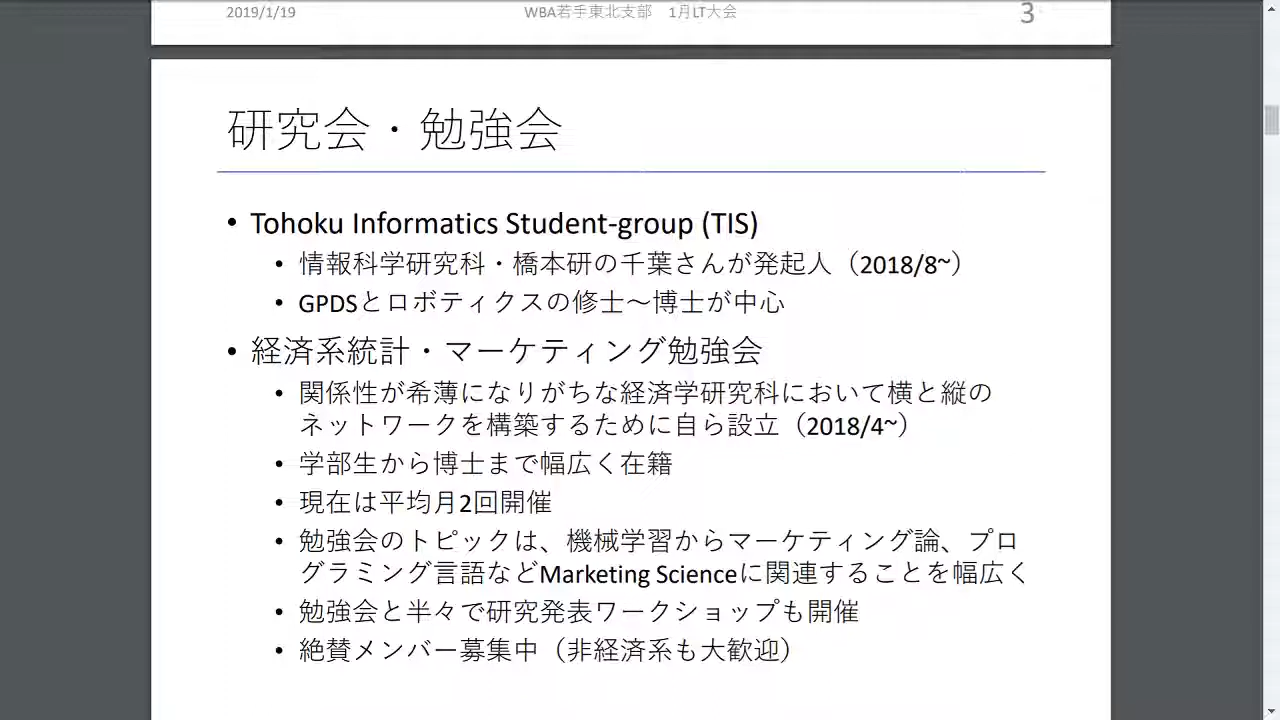 2019/1/19 WBA若手東北支部 1月LT大会 3
研究会・勉強会
• Tohoku Informatics Student-group (TIS)
• 情報科学研究科・橋本研の千葉さんが発起人（2018/8~）
• GPDSとロボティクスの修士～博士が中心
• 経済系統計・マーケティング勉強会
• 関係性が希薄になりがちな経済学研究科において横と縦の
ネットワークを構築するために自ら設立（2018/4~）
• 学部生から博士まで幅広く在籍
• 現在は平均月2回開催
• 勉強会のトピックは、機械学習からマーケティング論、プロ
グラミング言語などMarketing Scienceに関連することを幅広く
• 勉強会と半々で研究発表ワークショップも開催
• 絶賛メンバー募集中（非経済系も大歓迎）